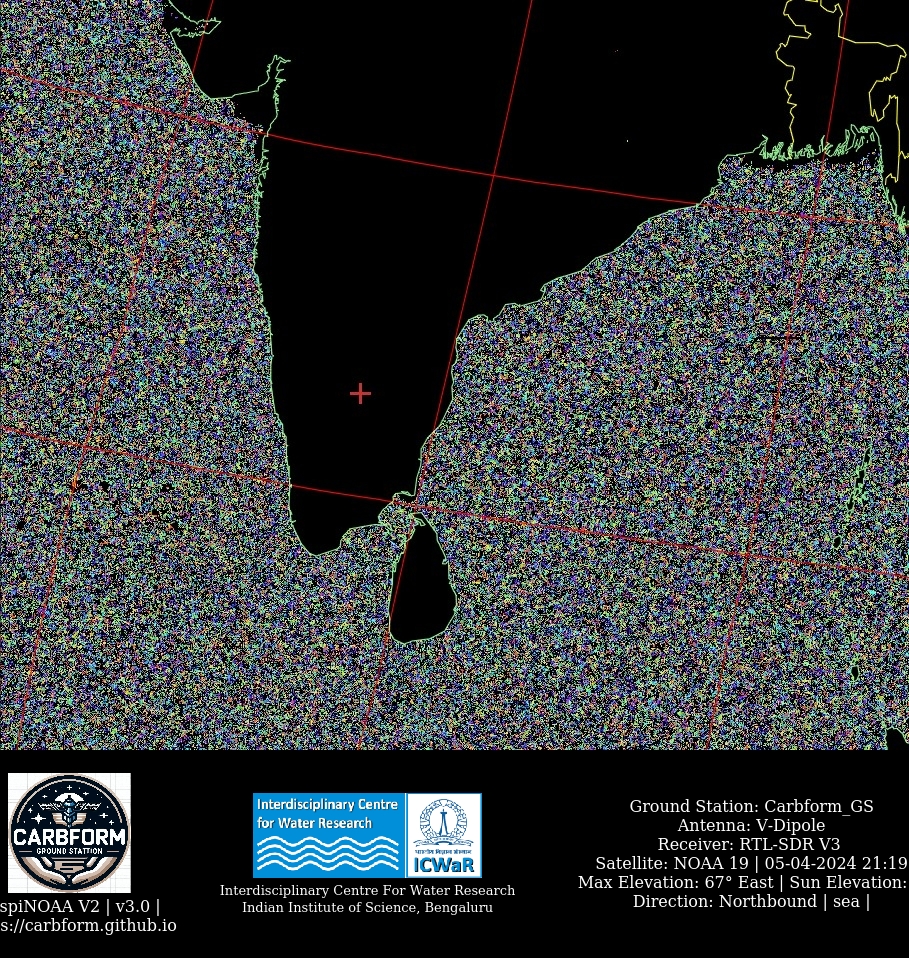 CARBFORM
GROUND STATION
spiNOAA V2 | v3.0 |
s://carbform.github.io
Interdisciplinary Centre
for Water Research
भारतीय विज्ञान संस्थान
ICWaR
Interdisciplinary Centre For Water Research
Indian Institute of Science, Bengaluru
Ground Station: Carbform_GS
Antenna: V-Dipole
Receiver: RTL-SDR V3
Satellite: NOAA 19 | 05-04-2024 21:19
Max Elevation: 67° East | Sun Elevation:
Direction: Northbound | sea |